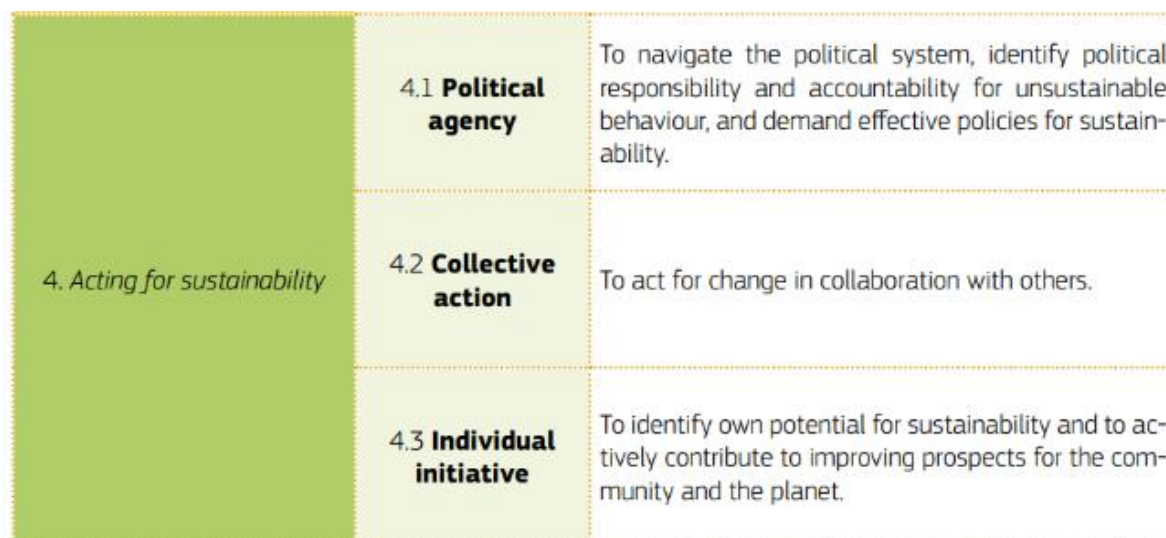 4. Acting for sustainability
4.1 Political
agency
To navigate the political system, identify political
responsibility and accountability for unsustainable
behaviour, and demand effective policies for sustain-
ability.
4.2 Collective
action
To act for change in collaboration with others.
4.3 Individual
initiative
To identify own potential for sustainability and to ac-
tively contribute to improving prospects for the com-
munity and the planet.